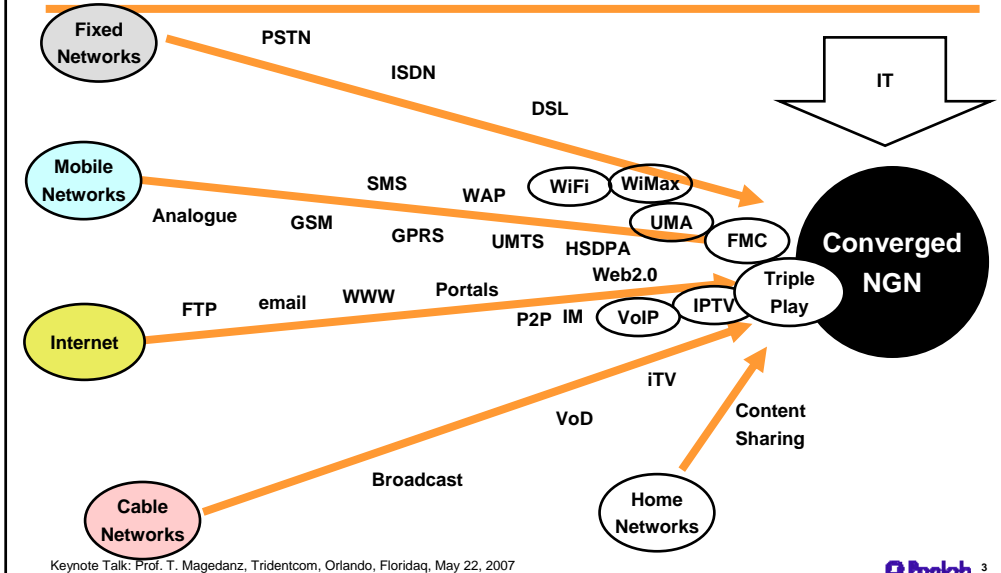 Fixed
Networks
PSTN
ISDN
DSL
IT
Mobile
Networks
Analogue
SMS
GSM
GPRS
WAP
UMTS
HSDPA
WiFi
WiMax
UMA
FMC
Converged
NGN
Internet
FTP
email
WWW
Portals
Web2.0
P2P
IM
VoIP
IPTV
Triple
Play
iTV
VoD
Broadcast
Content
Sharing
Cable
Networks
Home
Networks
Keynote Talk: Prof. T. Magedanz, Tridentcom, Orlando, Floridaq, May 22, 2007
3